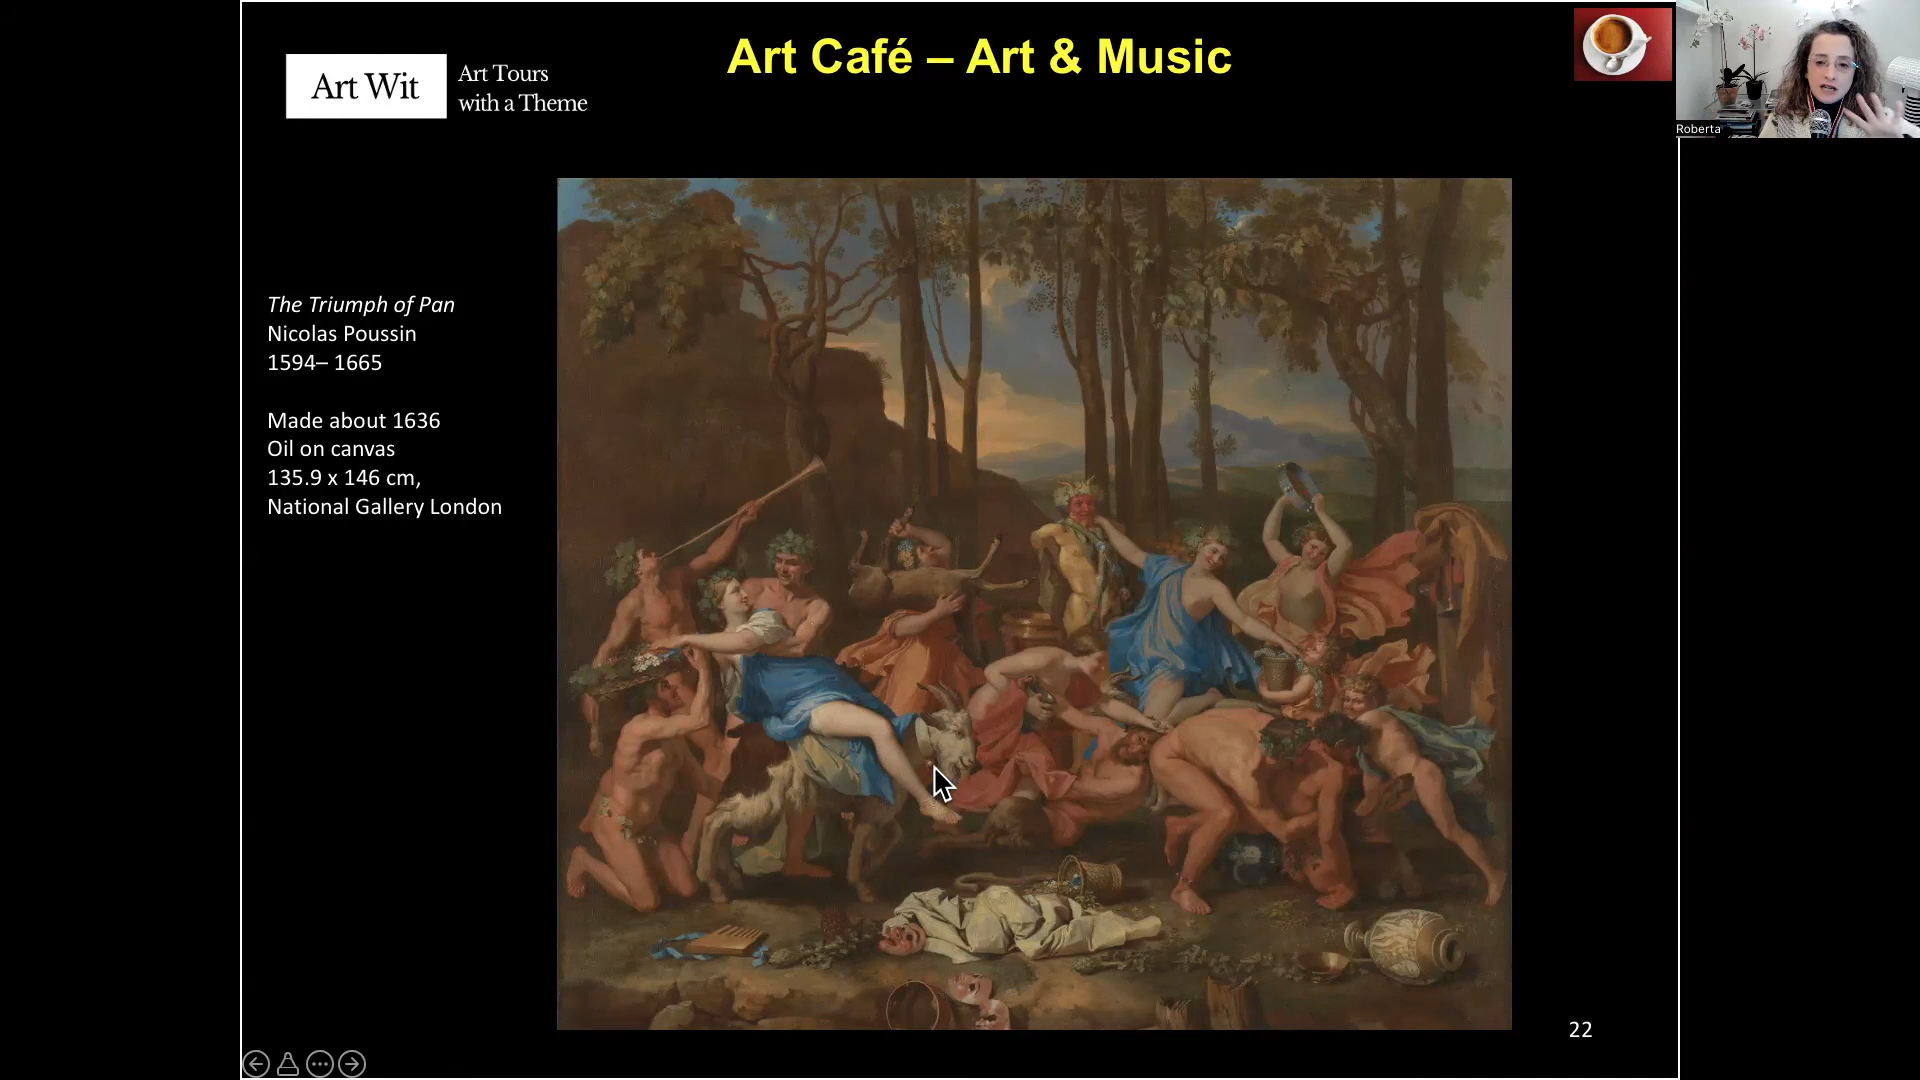 Art Wit
Art Tours
with a Theme
Art Café – Art & Music
Roberta
The Triumph of Pan
Nicolas Poussin
1594– 1665
Made about 1636
Oil on canvas
135.9 x 146 cm,
National Gallery London
22